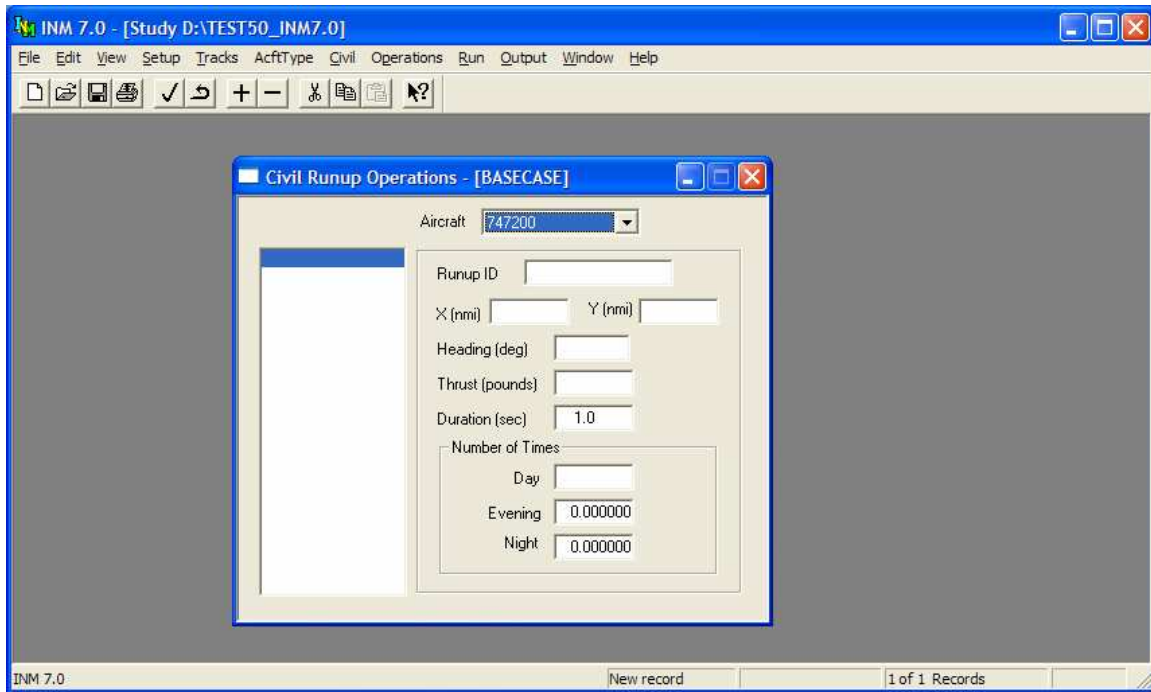 INM 7.0 - [Study D:\TEST50_INM7.0]
File Edit View Setup Tracks AcftType Civil Operations Run Output Window Help
Civil Runup Operations - [BASECASE]
Aircraft 747200
Runup ID
X (nmi) Y (nmi)
Heading (deg)
Thrust (pounds)
Duration (sec) 1.0
Number of Times
Day
Evening 0.000000
Night 0.000000
INM 7.0 New record 1 of 1 Records